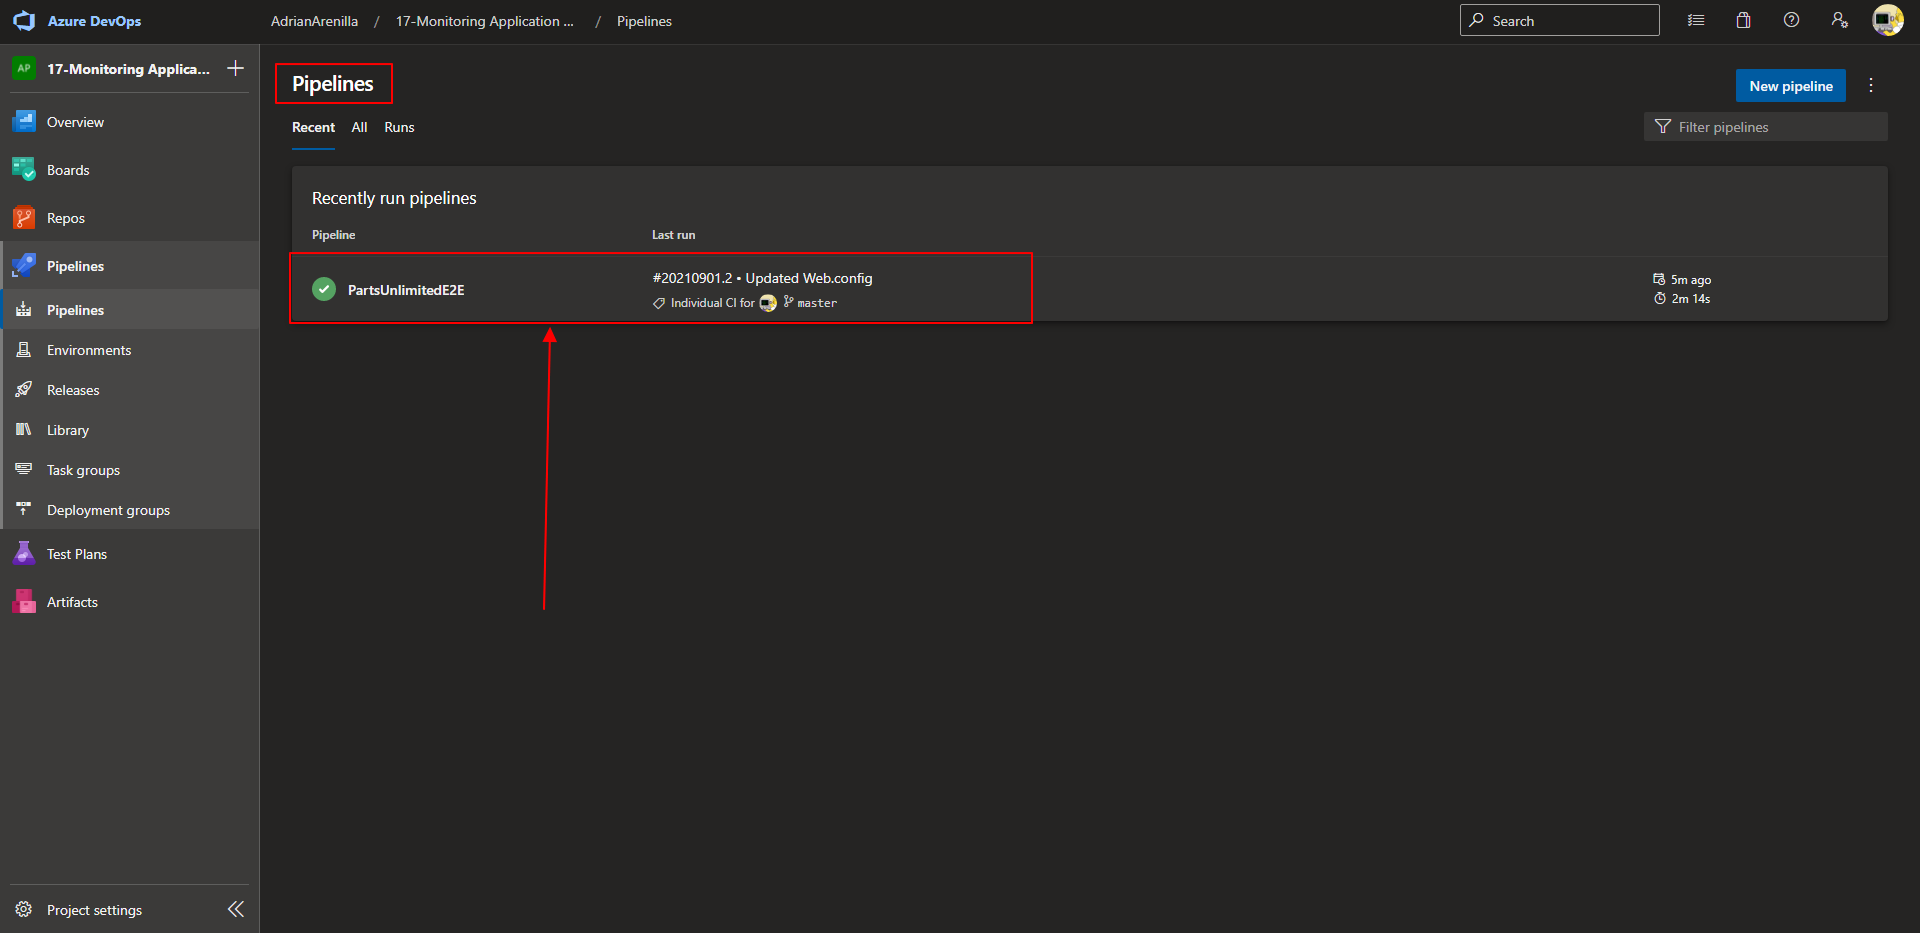 Azure DevOps
AdrianArenilla / 17-Monitoring Application ... / Pipelines
Search
AP 17-Monitoring Applica...
Overview
Boards
Repos
Pipelines
Pipelines
Environments
Releases
Library
Task groups
Deployment groups
Test Plans
Artifacts
Project settings
Pipelines
New pipeline
Recent All Runs
Filter pipelines
Recently run pipelines
Pipeline Last run
PartsUnlimitedE2E
#20210901.2 • Updated Web.config
Individual CI for master
5m ago
2m 14s